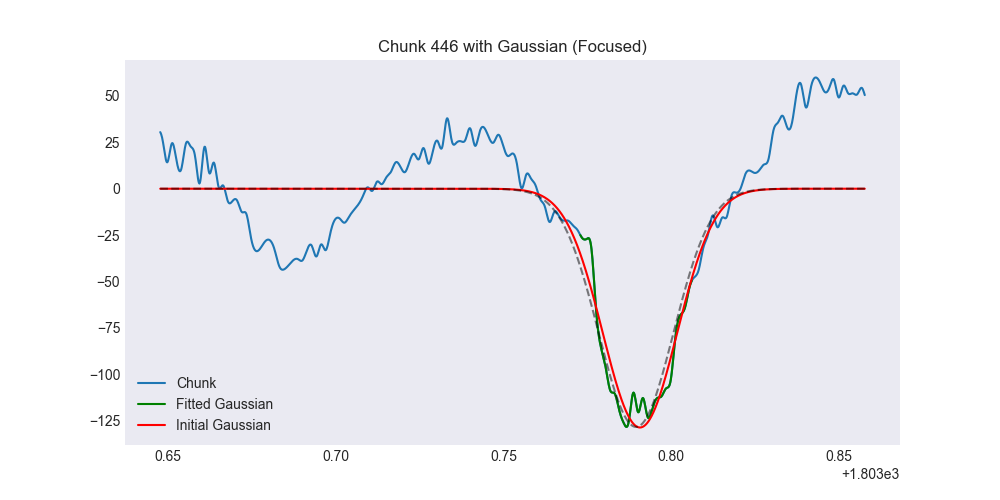 Chunk 446 with Gaussian (Focused)
50
25
0
−25
−50
−75
−100
−125
Chunk
Fitted Gaussian
Initial Gaussian
0.65 0.70 0.75 0.80 0.85
+1.803e3